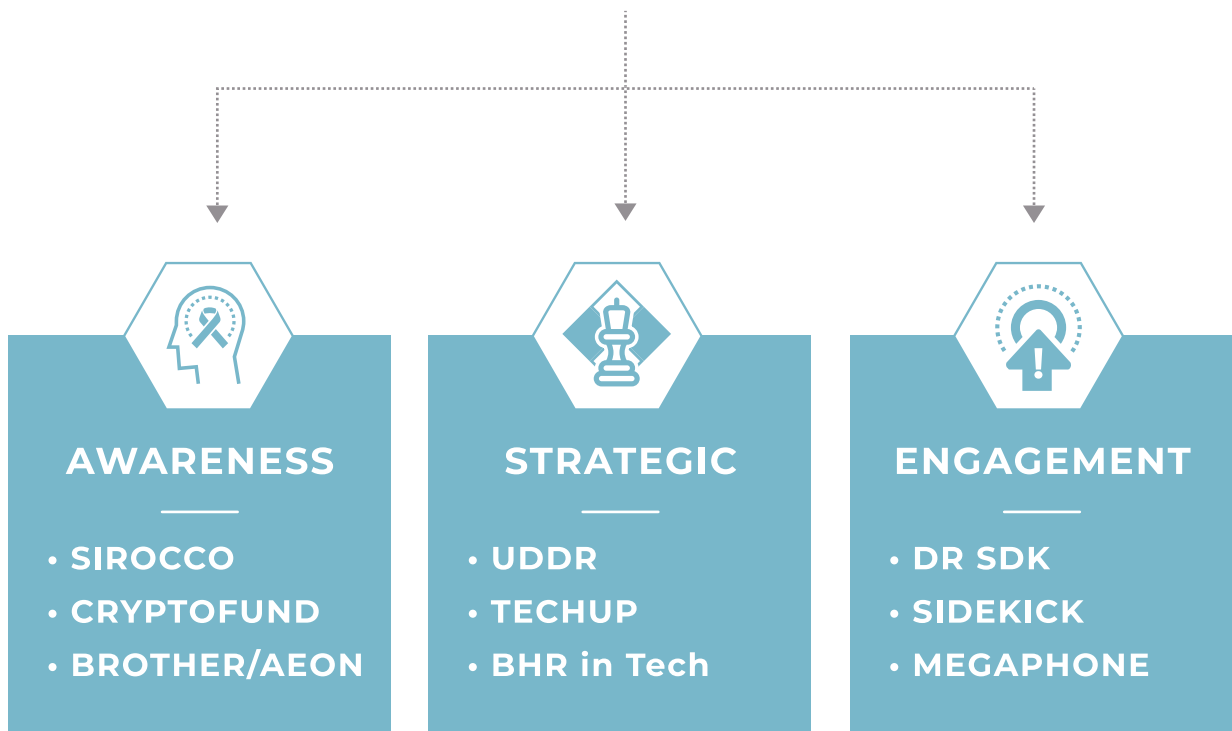 AWARENESS
• SIROCCO
• CRYPTOFUND
• BROTHER/AEON
STRATEGIC
• UDDR
• TECHUP
• BHR in Tech
!
ENGAGEMENT
• DR SDK
• SIDEKICK
• MEGAPHONE